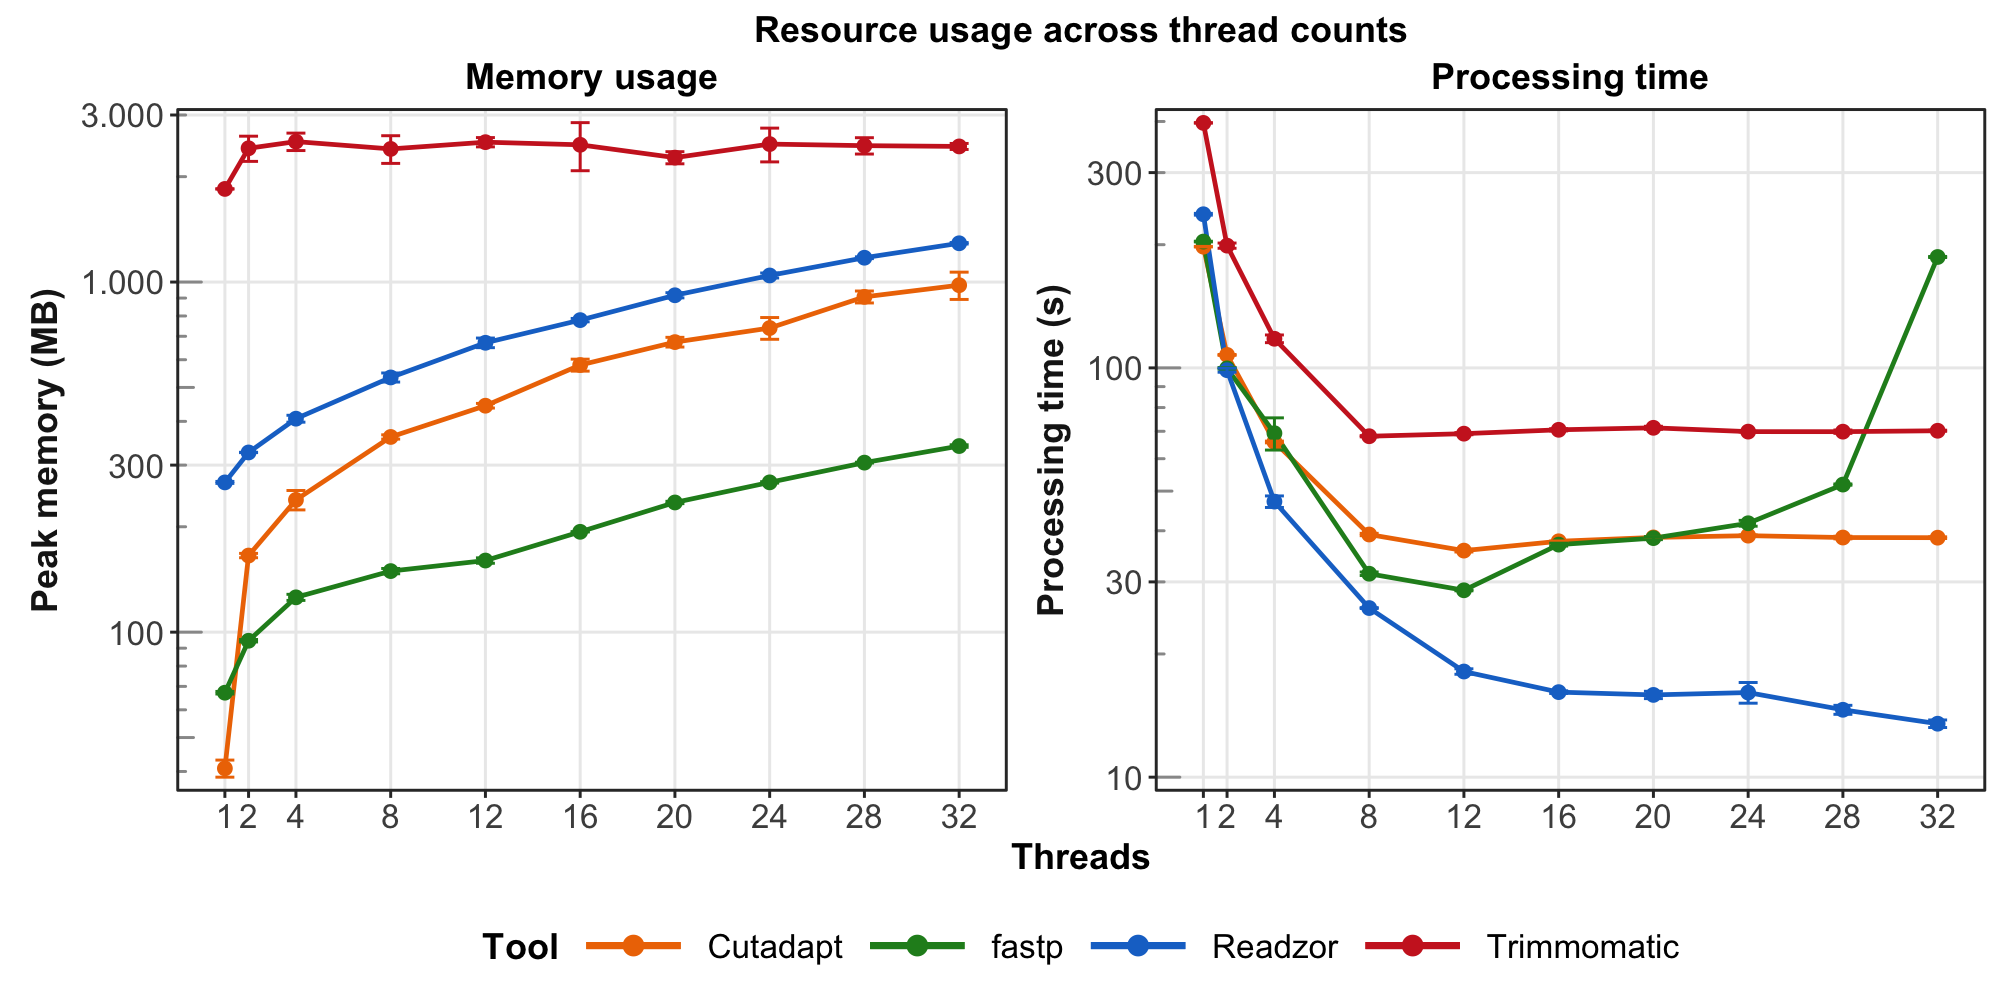 Resource usage across thread counts
Memory usage
Processing time
Peak memory (MB)
3.000
1.000
300
100
1 2 4 8 12 16 20 24 28 32
Processing time (s)
300
100
30
10
1 2 4 8 12 16 20 24 28 32
Threads
Tool Cutadapt fastp Readzor Trimmomatic